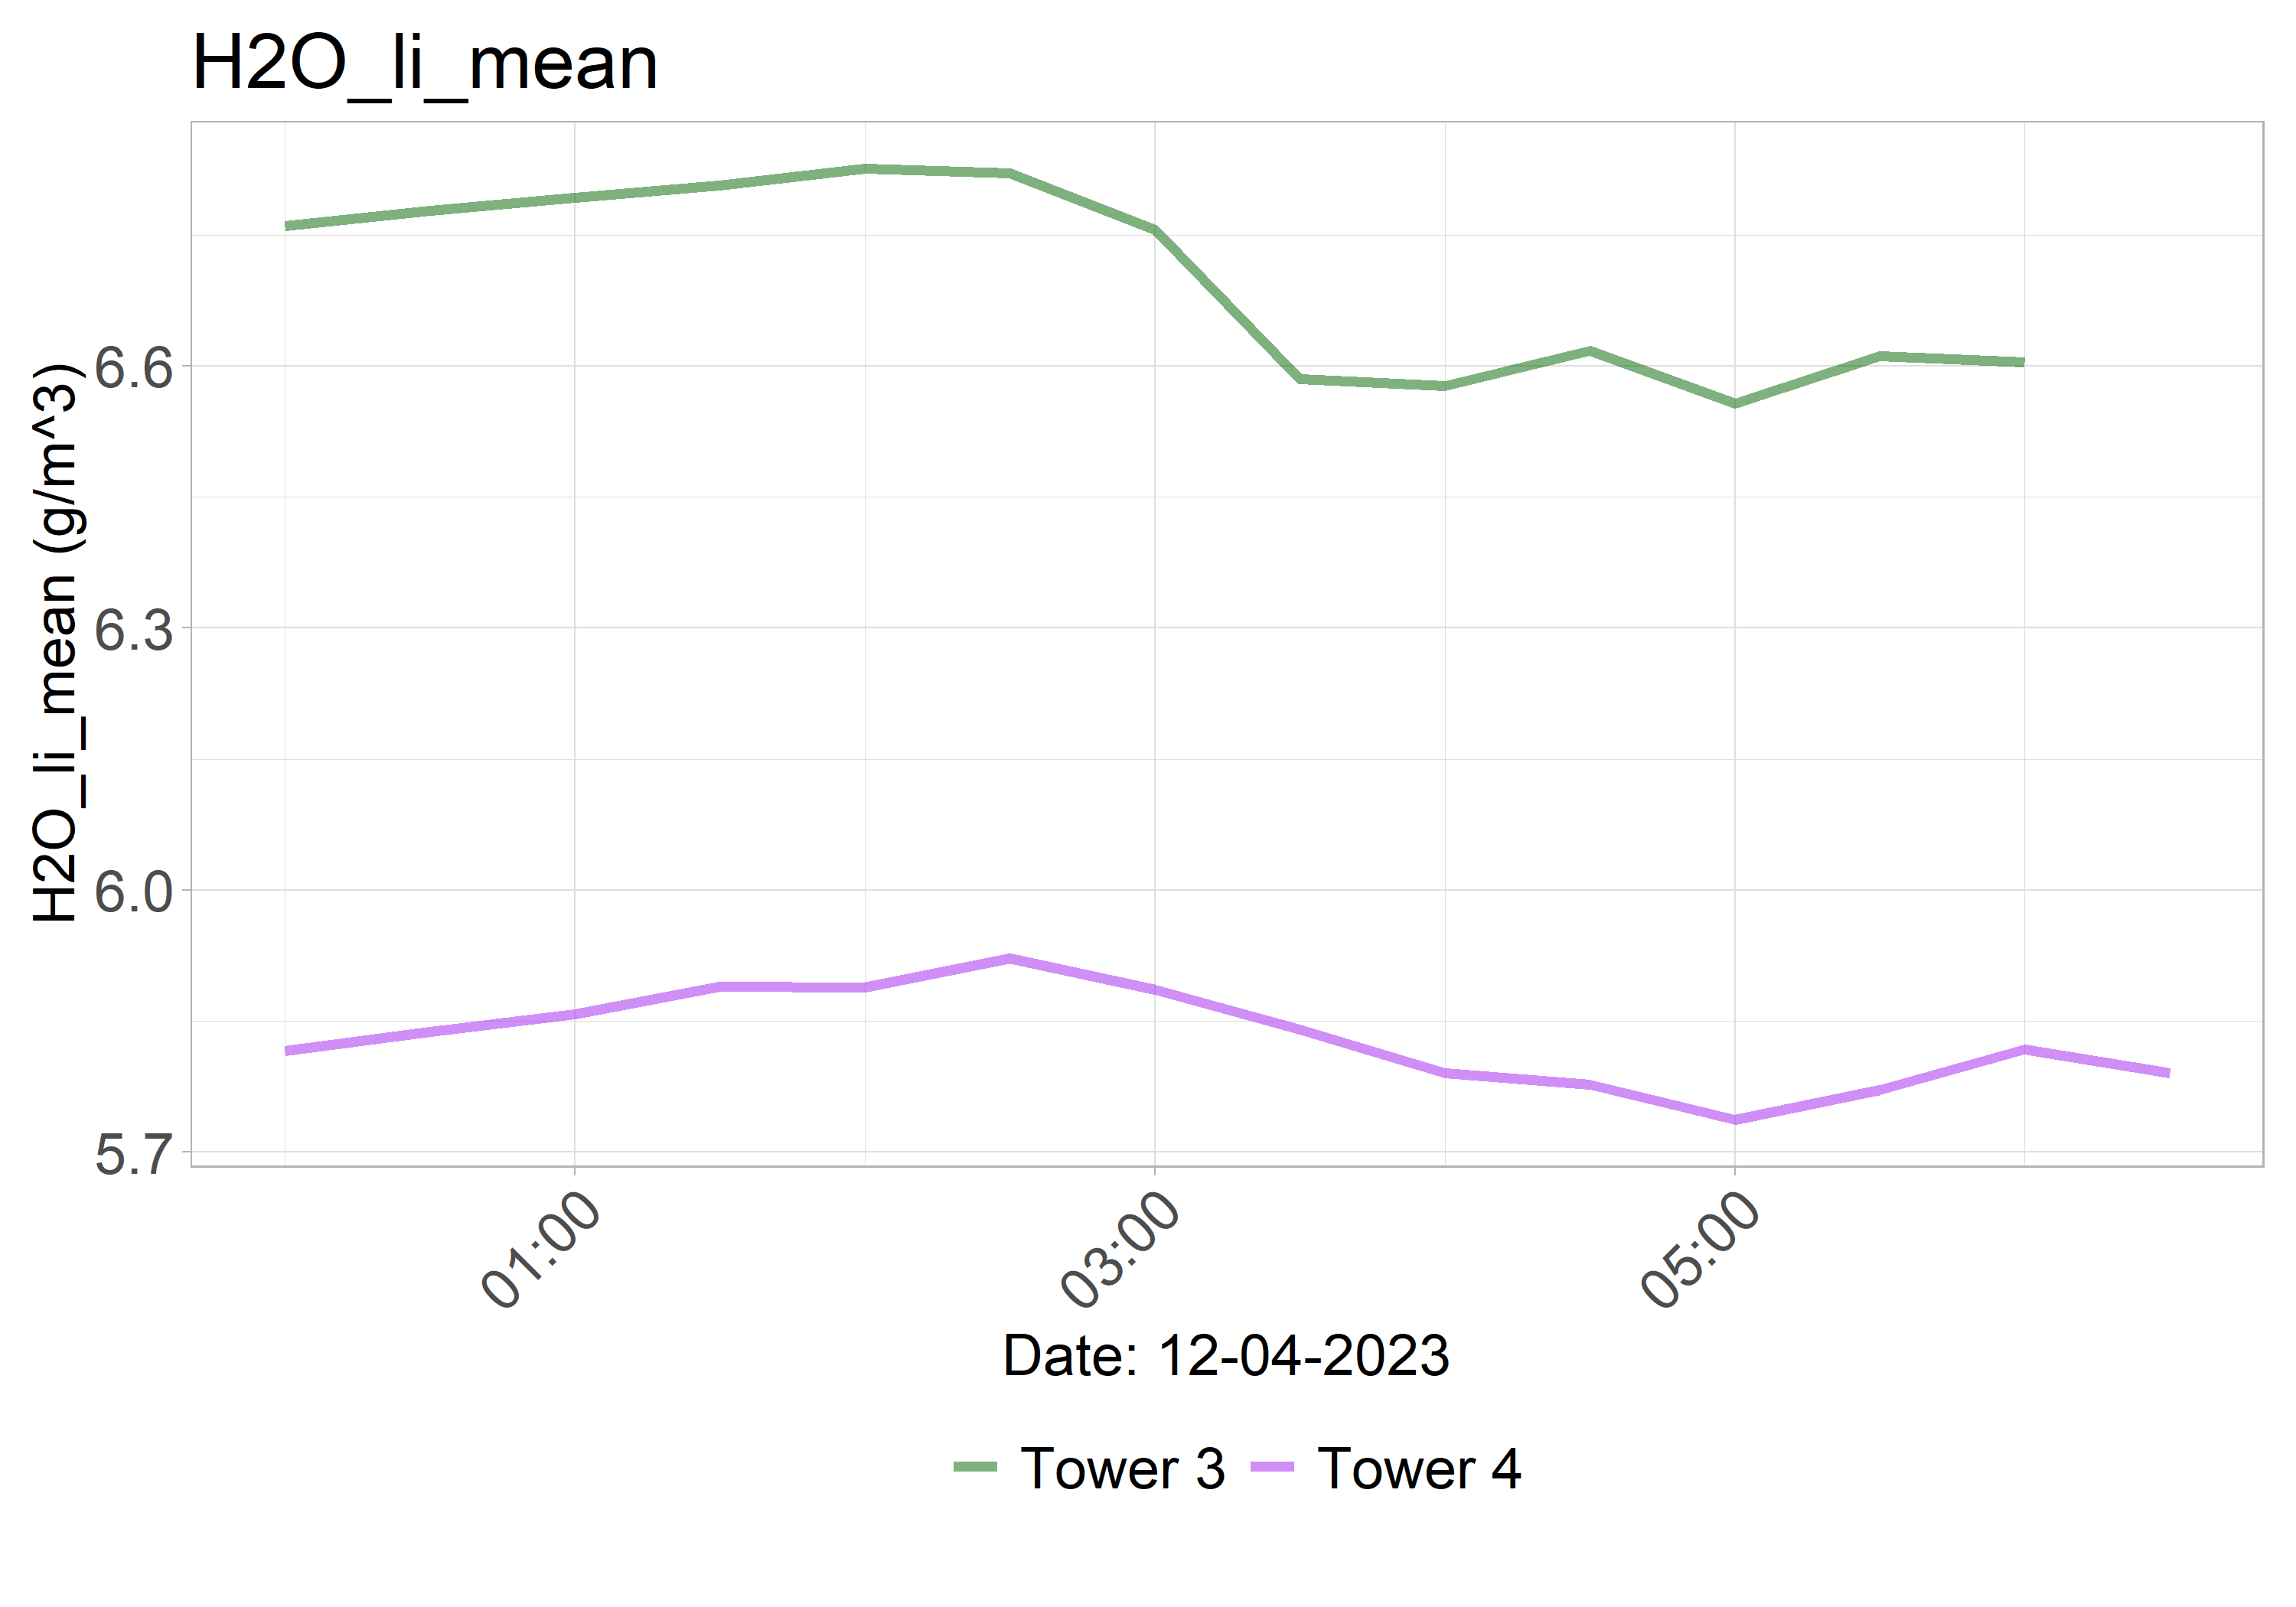 H2O_li_mean
H2O_li_mean (g/m^3)
6.6
6.3
6.0
5.7
01:00
03:00
05:00
Date: 12-04-2023
Tower 3
Tower 4